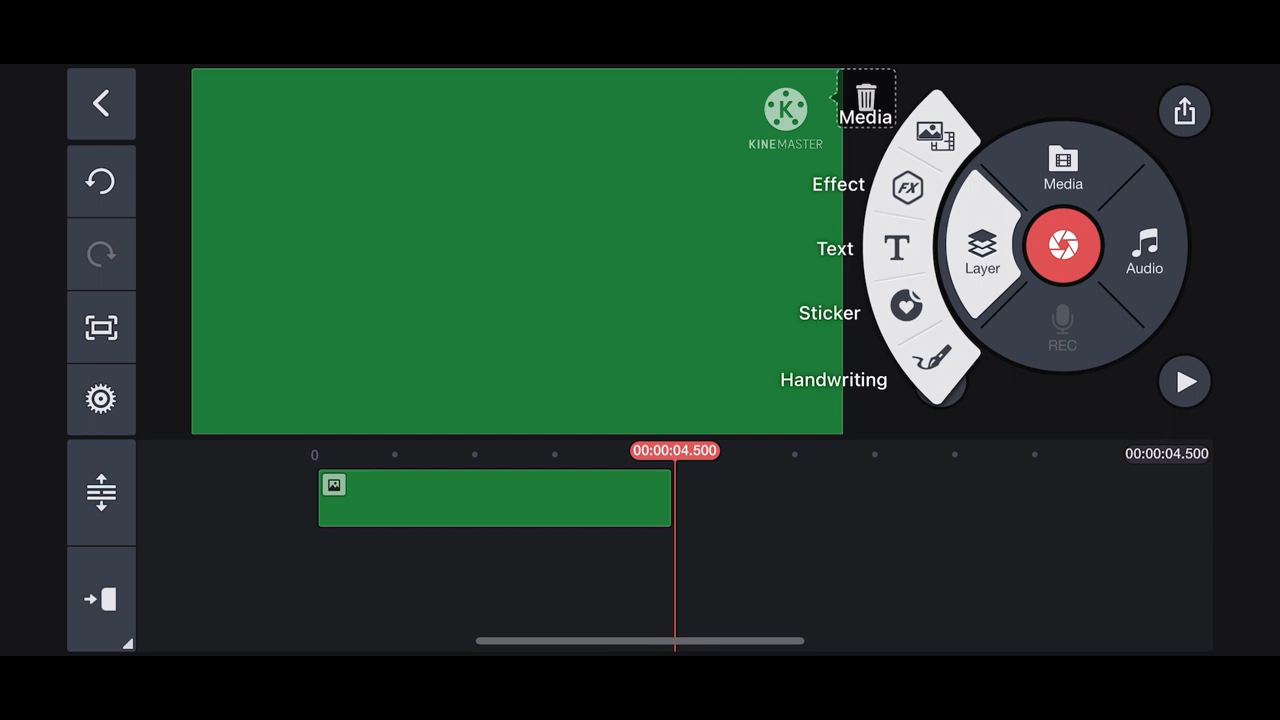 K
KINEMASTER
Media
Effect
FX
Text
T
Sticker
Handwriting
Media
Layer
Audio
REC
0
00:00:04.500
00:00:04.500